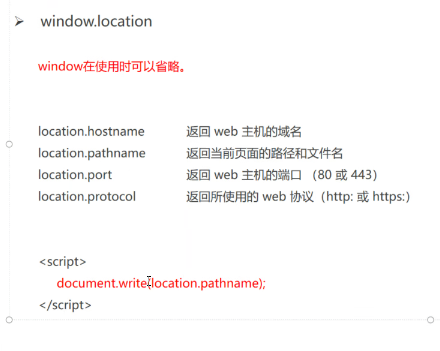 ➢ window.location
window在使用时可以省略。
location.hostname 返回 web 主机的域名
location.pathname 返回当前页面的路径和文件名
location.port 返回 web 主机的端口 （80 或 443）
location.protocol 返回所使用的 web 协议（http: 或 https:）
<script>
document.write(location.pathname);
</script>